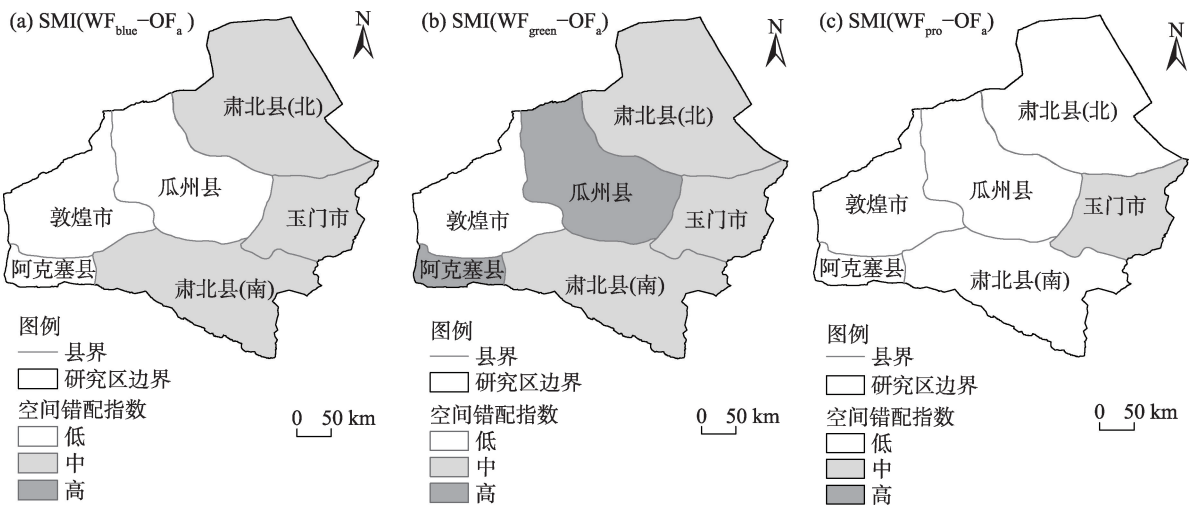 (a) SMI(WFblue−OFa)
N
肃北县(北)
瓜州县
敦煌市
玉门市
阿克塞县
肃北县(南)
图例
县界
研究区边界
空间错配指数
低
中
高
0 50 km
(b) SMI(WFgreen−OFa)
N
肃北县(北)
瓜州县
敦煌市
玉门市
阿克塞县
肃北县(南)
图例
县界
研究区边界
空间错配指数
低
中
高
0 50 km
(c) SMI(WFpro−OFa)
N
肃北县(北)
瓜州县
敦煌市
玉门市
阿克塞县
肃北县(南)
图例
县界
研究区边界
空间错配指数
低
中
高
0 50 km